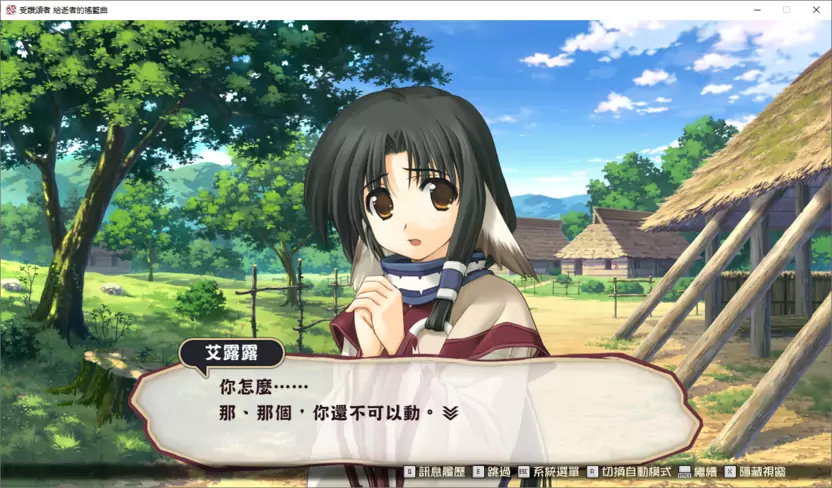 受讚頌者 給逝者的搖籃曲
艾露露
你怎麼⋯⋯
那、那個,你還不可以動。
訊息履歷 跳過 ESC 系統選單 A 切換自動模式 繼續 X 隱藏視窗